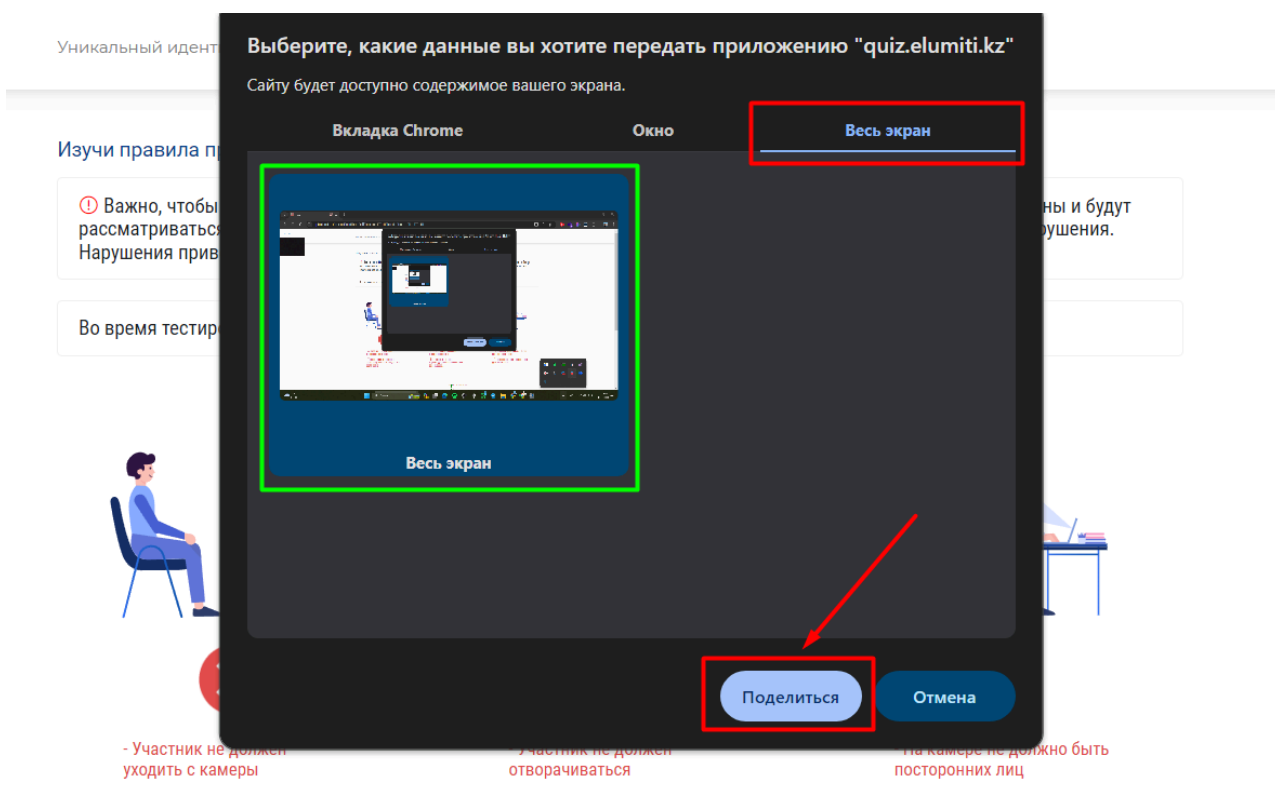 Уникальный идент
Выберите, какие данные вы хотите передать приложению "quiz.elumiti.kz"
Сайту будет доступно содержимое вашего экрана.
Вкладка Chrome
Окно
Весь экран
Изучи правила п
Важно, чтобы
ны и будут
рассматриваться
рушения.
Нарушения прив
Во время тестиро
Весь экран
Поделиться
Отмена
- Участник не должен
уходить с камеры
Участник не должен
отворачиваться
На камере не должно быть
посторонних лиц